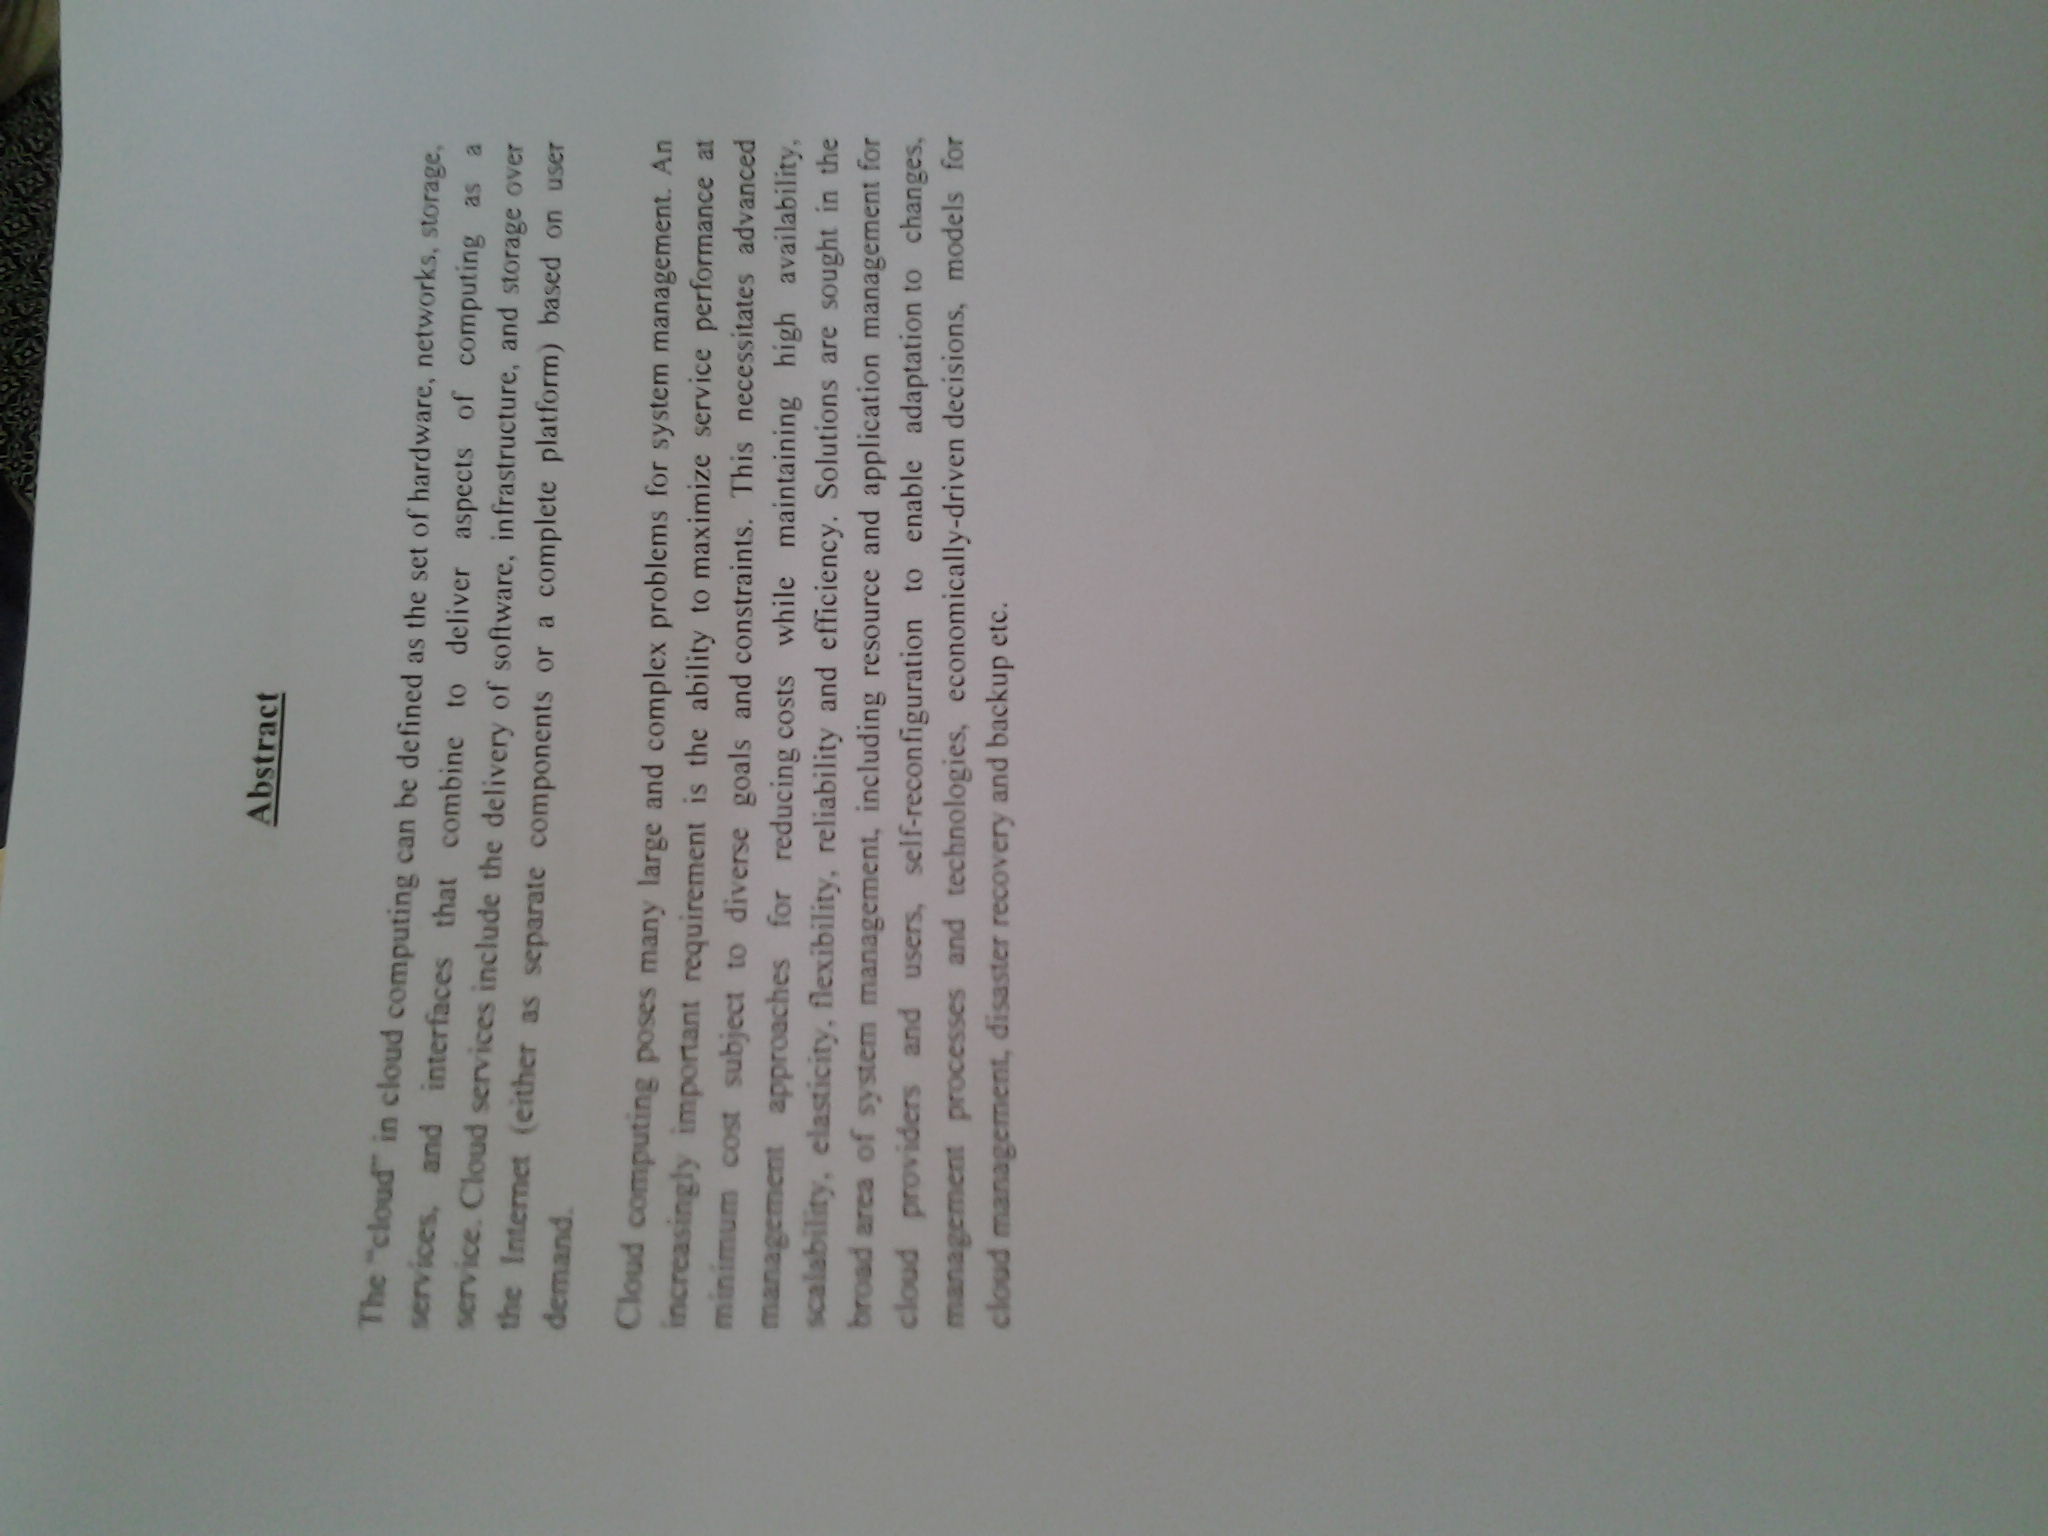 Abstract
The "cloud" in cloud computing can be defined as the set of hardware, networks, storage,
services, and interfaces that combine to deliver aspects of computing as a
service. Cloud services include the delivery of software, infrastructure, and storage over
the Internet (either as separate components or a complete platform) based on user
demand.
Cloud computing poses many large and complex problems for system management. An
increasingly important requirement is the ability to maximize service performance at
minimum cost subject to diverse goals and constraints. This necessitates advanced
management approaches for reducing costs while maintaining high availability,
scalability, elasticity, flexibility, reliability and efficiency. Solutions are sought in the
broad area of system management, including resource and application management for
cloud providers and users, self-reconfiguration to enable adaptation to changes,
management processes and technologies, economically-driven decisions, models for
cloud management, disaster recovery and backup etc.